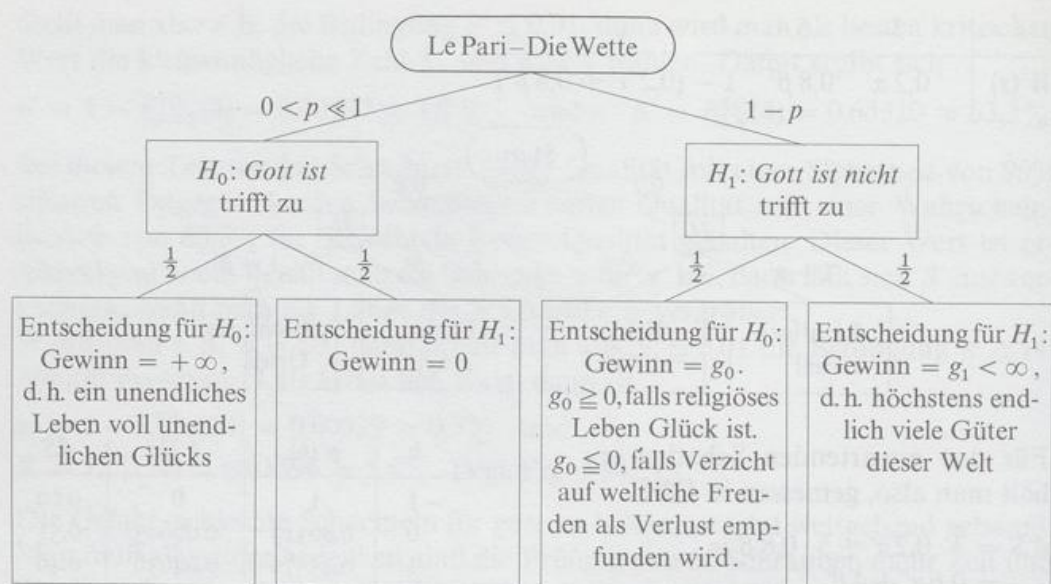 Le Pari–Die Wette
0 < p ≪ 1
1 − p
H₀: Gott ist
trifft zu
H₁: Gott ist nicht
trifft zu
1/2
1/2
1/2
1/2
Entscheidung für H₀:
Gewinn = +∞,
d.h. ein unendliches
Leben voll unend-
lichen Glücks
Entscheidung für H₁:
Gewinn = 0
Entscheidung für H₀:
Gewinn = g₀.
g₀ ≧ 0, falls religiöses
Leben Glück ist.
g₀ ≦ 0, falls Verzicht
auf weltliche Freu-
den als Verlust emp-
funden wird.
Entscheidung für H₁:
Gewinn = g₁ < ∞,
d.h. höchstens end-
lich viele Güter
dieser Welt